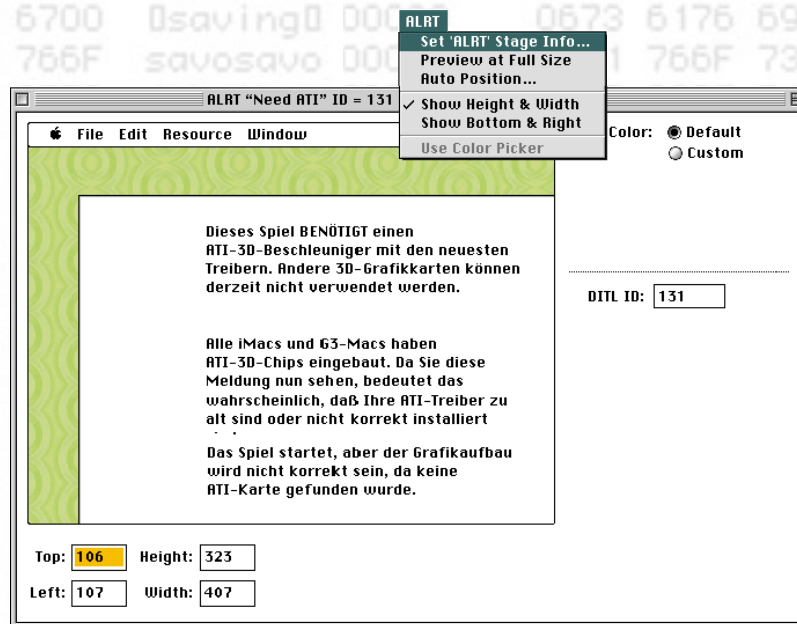 6700 ▯saving▯ 000 0673 6176 69
766F savosavo 000 766F 73
ALRT
Set 'ALRT' Stage Info...
Preview at Full Size
Auto Position...
✓ Show Height & Width
Show Bottom & Right
Use Color Picker
ALRT “Need ATI” ID = 131
File Edit Resource Window
Color: Default
Custom
Dieses Spiel BENÖTIGT einen
ATI-3D-Beschleuniger mit den neuesten
Treibern. Andere 3D-Grafikkarten können
derzeit nicht verwendet werden.
DITL ID: 131
Alle iMacs und G3-Macs haben
ATI-3D-Chips eingebaut. Da Sie diese
Meldung nun sehen, bedeutet das
wahrscheinlich, daß Ihre ATI-Treiber zu
alt sind oder nicht korrekt installiert
Das Spiel startet, aber der Grafikaufbau
wird nicht korrekt sein, da keine
ATI-Karte gefunden wurde.
Top: 106 Height: 323
Left: 107 Width: 407